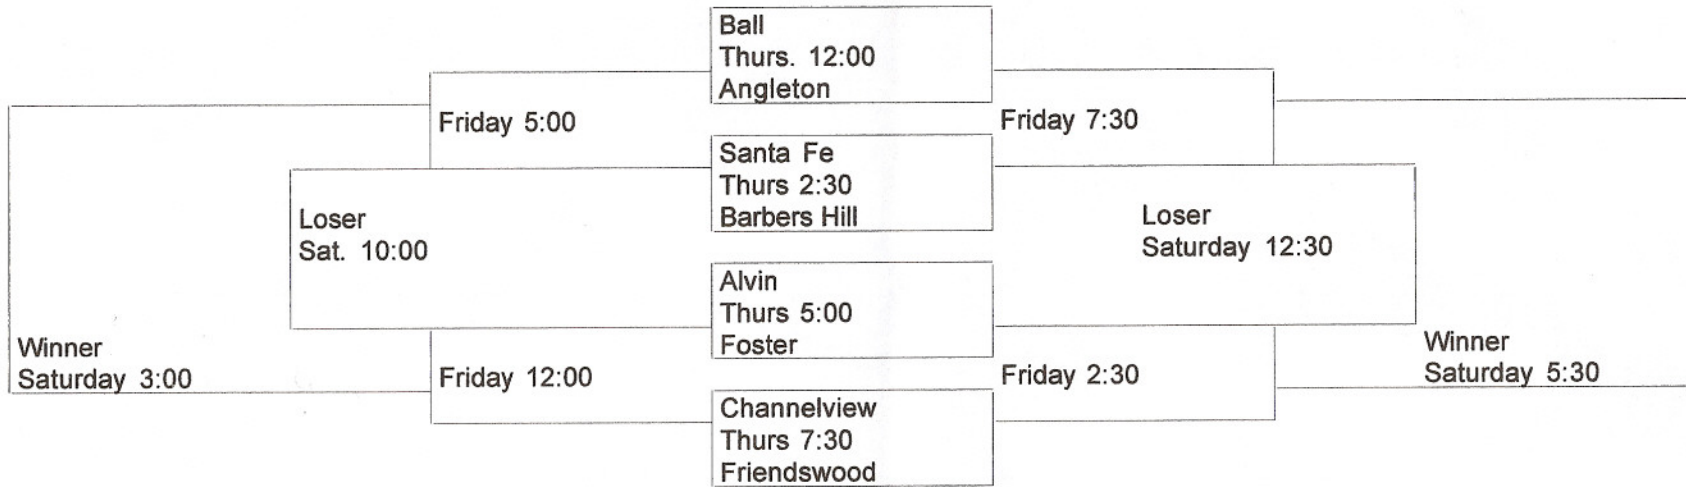 Ball
Thurs. 12:00
Angleton
Friday 5:00
Friday 7:30
Santa Fe
Thurs 2:30
Barbers Hill
Loser
Sat. 10:00
Loser
Saturday 12:30
Alvin
Thurs 5:00
Foster
Winner
Saturday 3:00
Winner
Saturday 5:30
Friday 12:00
Friday 2:30
Channelview
Thurs 7:30
Friendswood